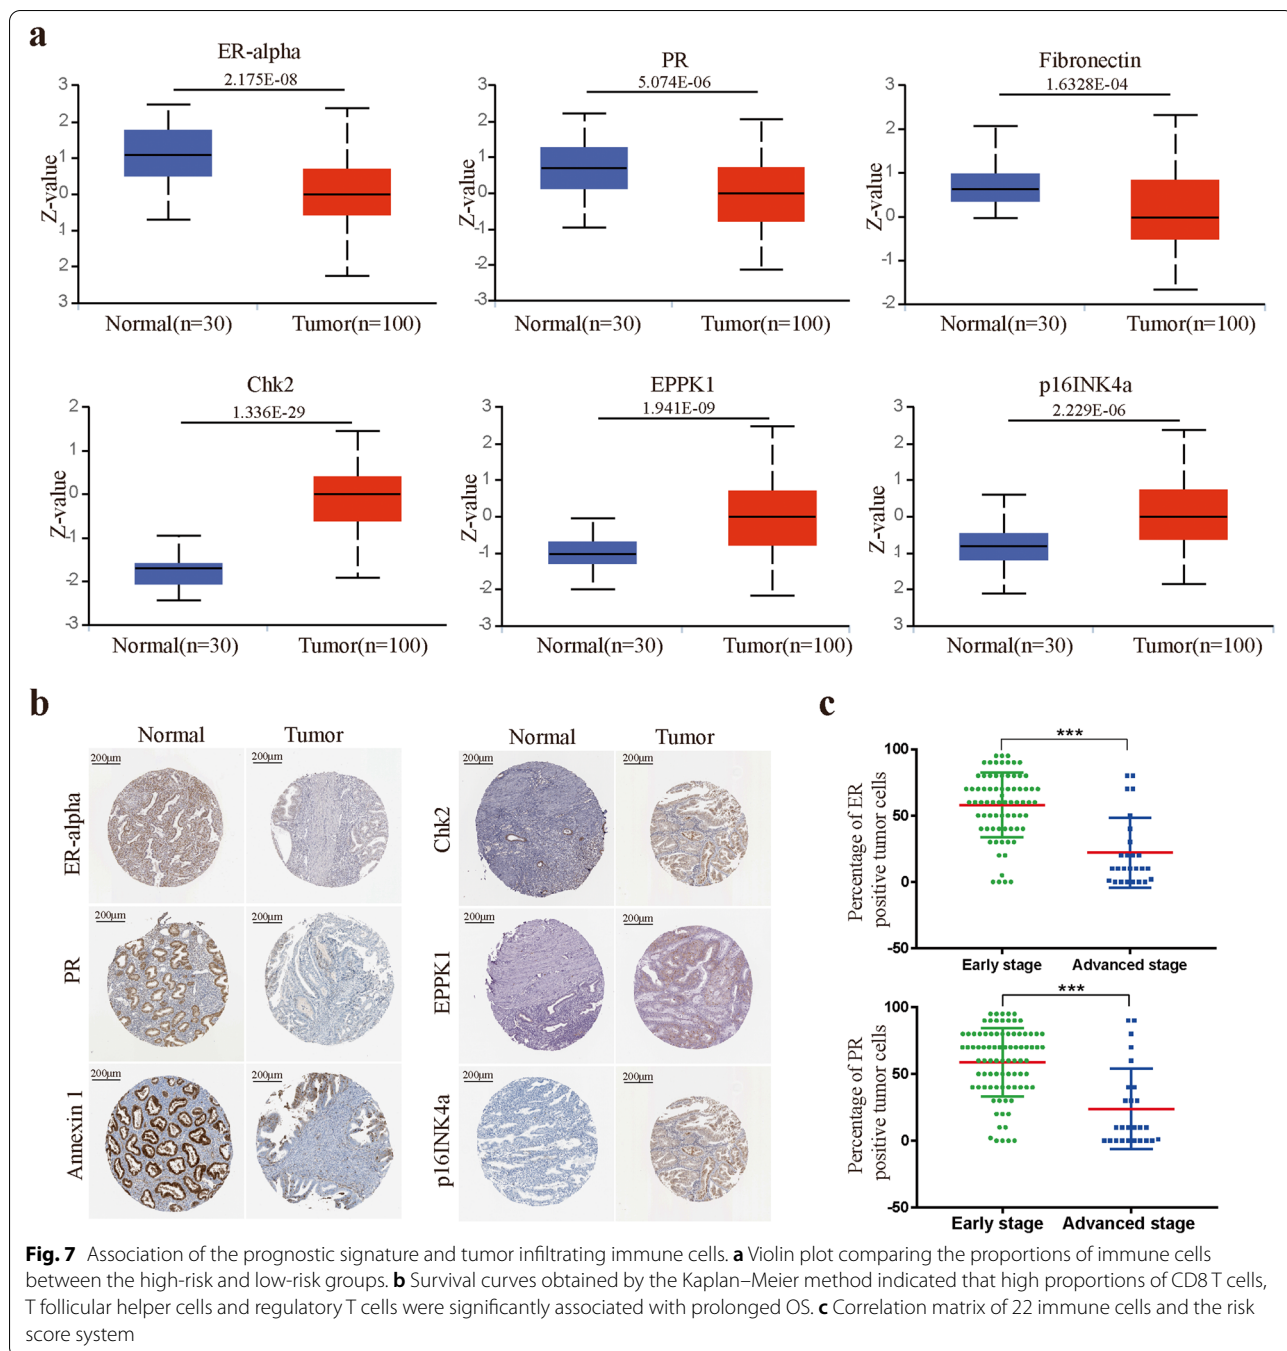 a
ER-alpha
2.175E-08
Z-value
3
2
1
0
1
2
3
Normal(n=30) Tumor(n=100)
PR
5.074E-06
Z-value
3
2
1
0
-1
-2
-3
Normal(n=30) Tumor(n=100)
Fibronectin
1.6328E-04
Z-value
3
2
1
0
-1
-2
Normal(n=30) Tumor(n=100)
Chk2
1.336E-29
Z-value
2
1
0
1
-2
-3
Normal(n=30) Tumor(n=100)
EPPK1
1.941E-09
Z-value
3
2
1
0
-1
-2
-3
Normal(n=30) Tumor(n=100)
p16INK4a
2.229E-06
Z-value
3
2
1
0
1
2
3
Normal(n=30) Tumor(n=100)
b
Normal Tumor
ER-alpha
200μm 200μm
PR
200μm 200μm
Annexin 1
200μm 200μm
Normal Tumor
Chk2
200μm 200μm
EPPK1
200μm 200μm
p16INK4a
200μm 200μm
c
***
Percentage of ER
positive tumor cells
100
50
0
-50
Early stage Advanced stage
***
Percentage of PR
positive tumor cells
100
50
0
-50
Early stage Advanced stage
Fig. 7 Association of the prognostic signature and tumor infiltrating immune cells. a Violin plot comparing the proportions of immune cells
between the high-risk and low-risk groups. b Survival curves obtained by the Kaplan–Meier method indicated that high proportions of CD8 T cells,
T follicular helper cells and regulatory T cells were significantly associated with prolonged OS. c Correlation matrix of 22 immune cells and the risk
score system